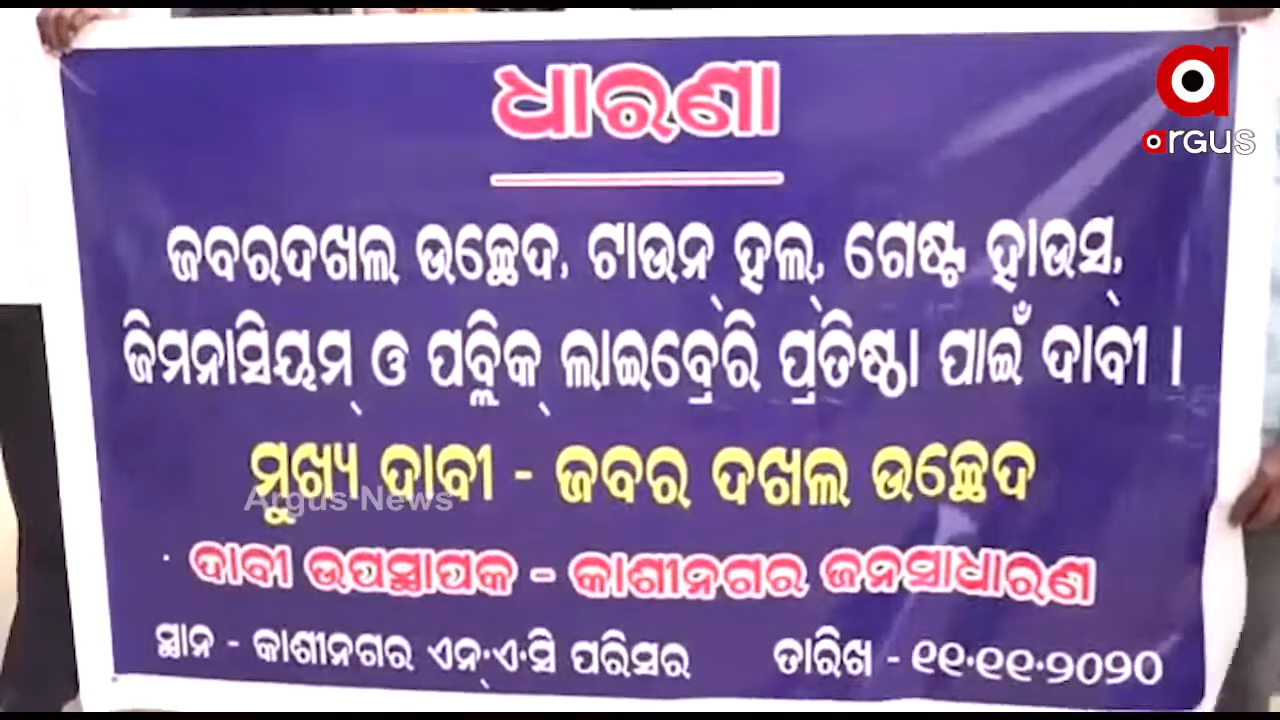 ଧାରଣା
argus
ଜବରଦଖଲ ଉଚ୍ଛେଦ, ଟାଉନ୍ ହଲ୍, ଗେଷ୍ଟ ହାଉସ୍,
ଜିମନାସିୟମ୍ ଓ ପବ୍ଲିକ୍ ଲାଇବ୍ରେରି ପ୍ରତିଷ୍ଠା ପାଇଁ ଦାବୀ ।
ମୁଖ୍ୟ ଦାବୀ - ଜବର ଦଖଲ ଉଚ୍ଛେଦ
Argus News
ଦାବୀ ଉପସ୍ଥାପକ - କାଶୀନଗର ଜନସାଧାରଣ
ସ୍ଥାନ - କାଶୀନଗର ଏନ୍·ଏ·ସି ପରିସର ତାରିଖ - ୧୧·୧୧·୨୦୨୦